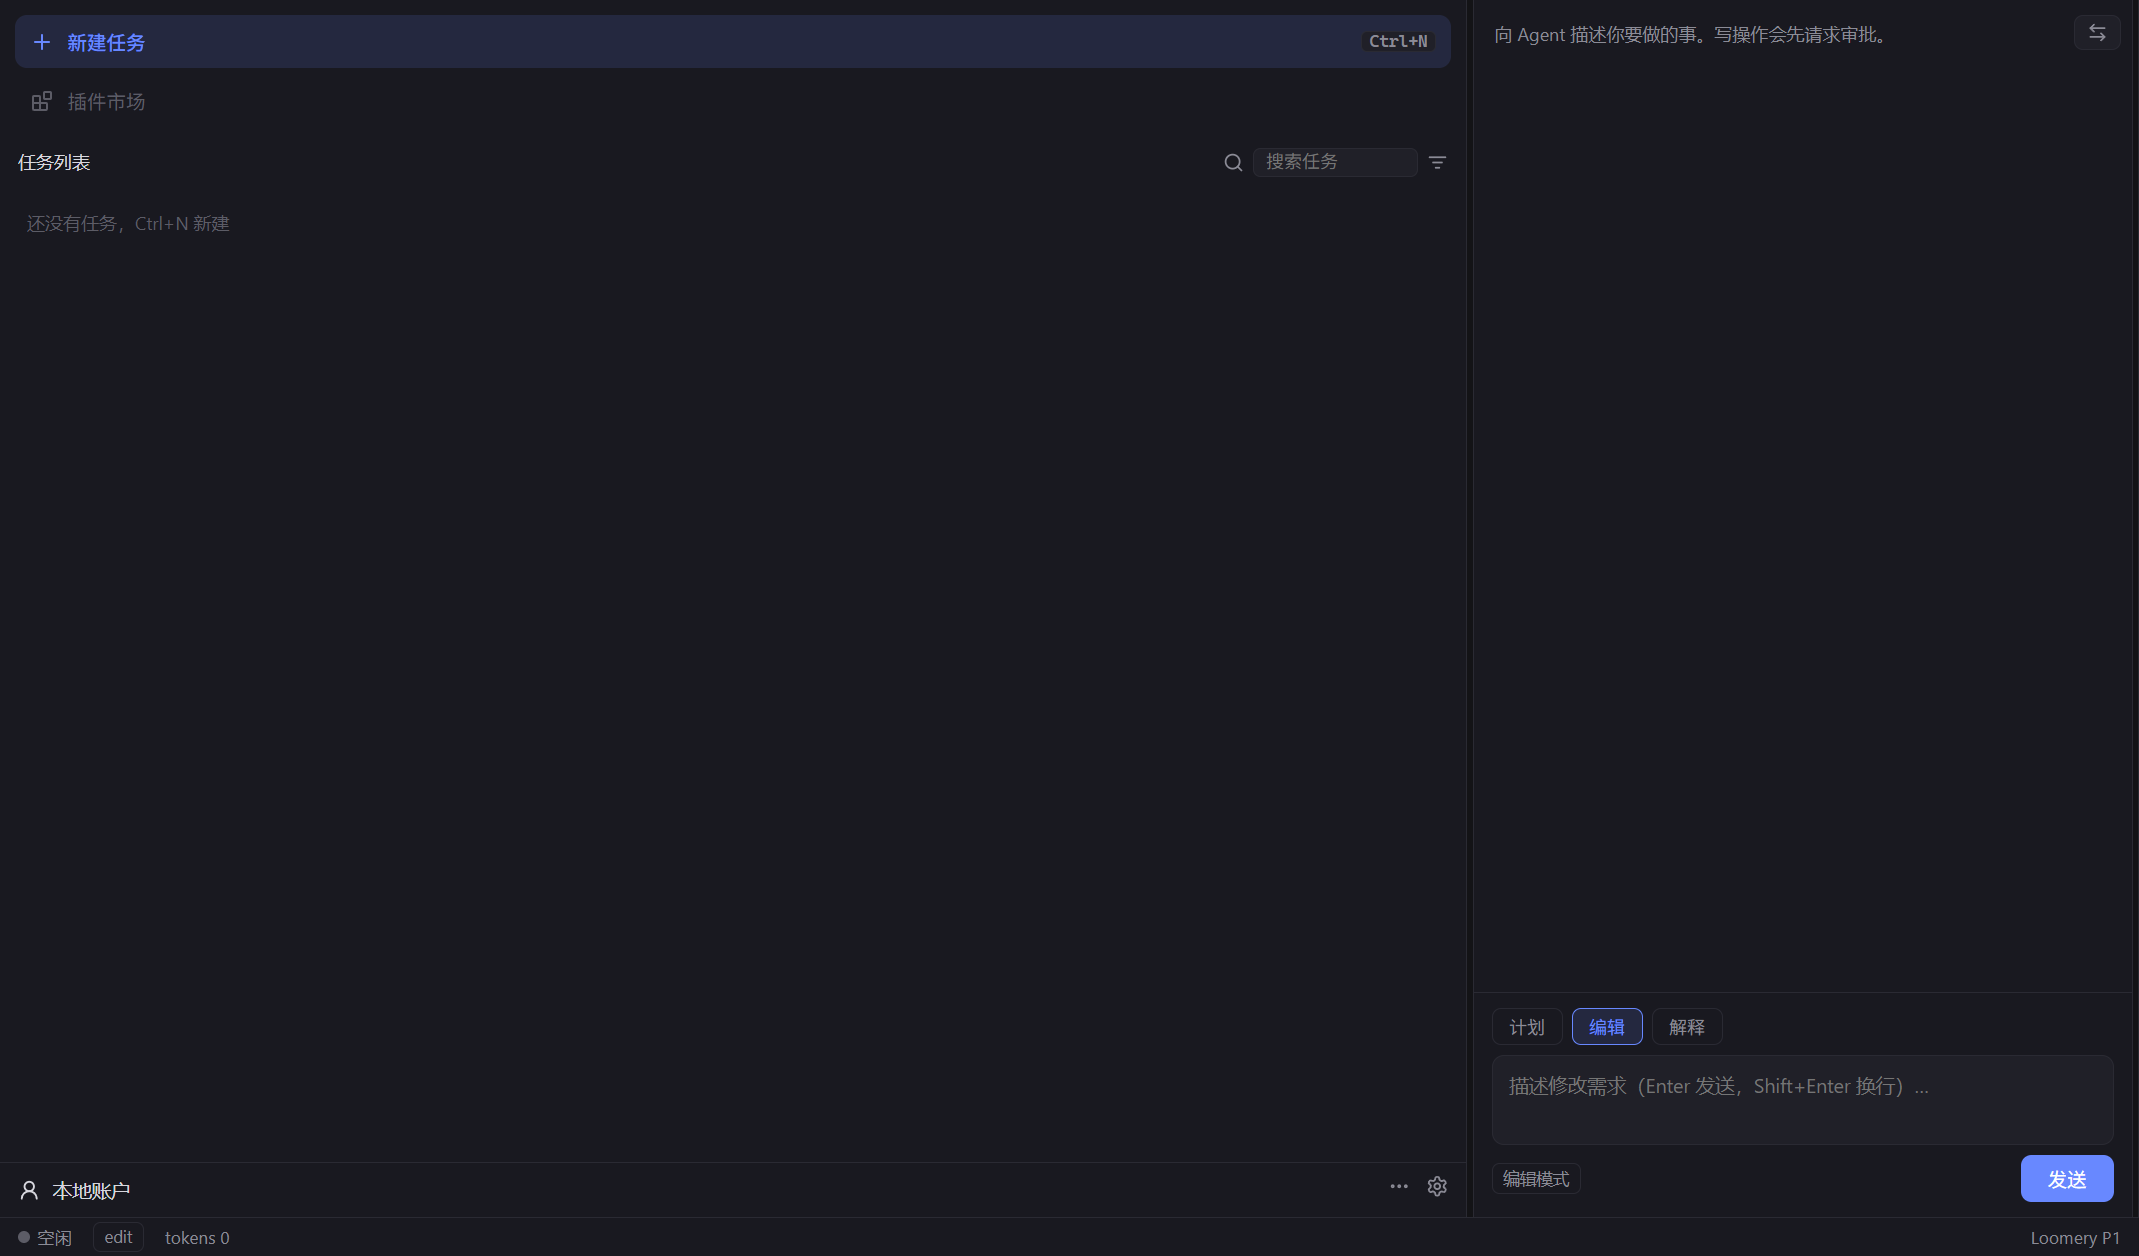 新建任务 Ctrl+N
插件市场
任务列表 搜索任务
还没有任务，Ctrl+N 新建
本地账户
空闲 edit tokens 0
向 Agent 描述你要做的事。写操作会先请求审批。
计划 编辑 解释
描述修改需求（Enter 发送，Shift+Enter 换行）...
编辑模式 发送
Loomery P1